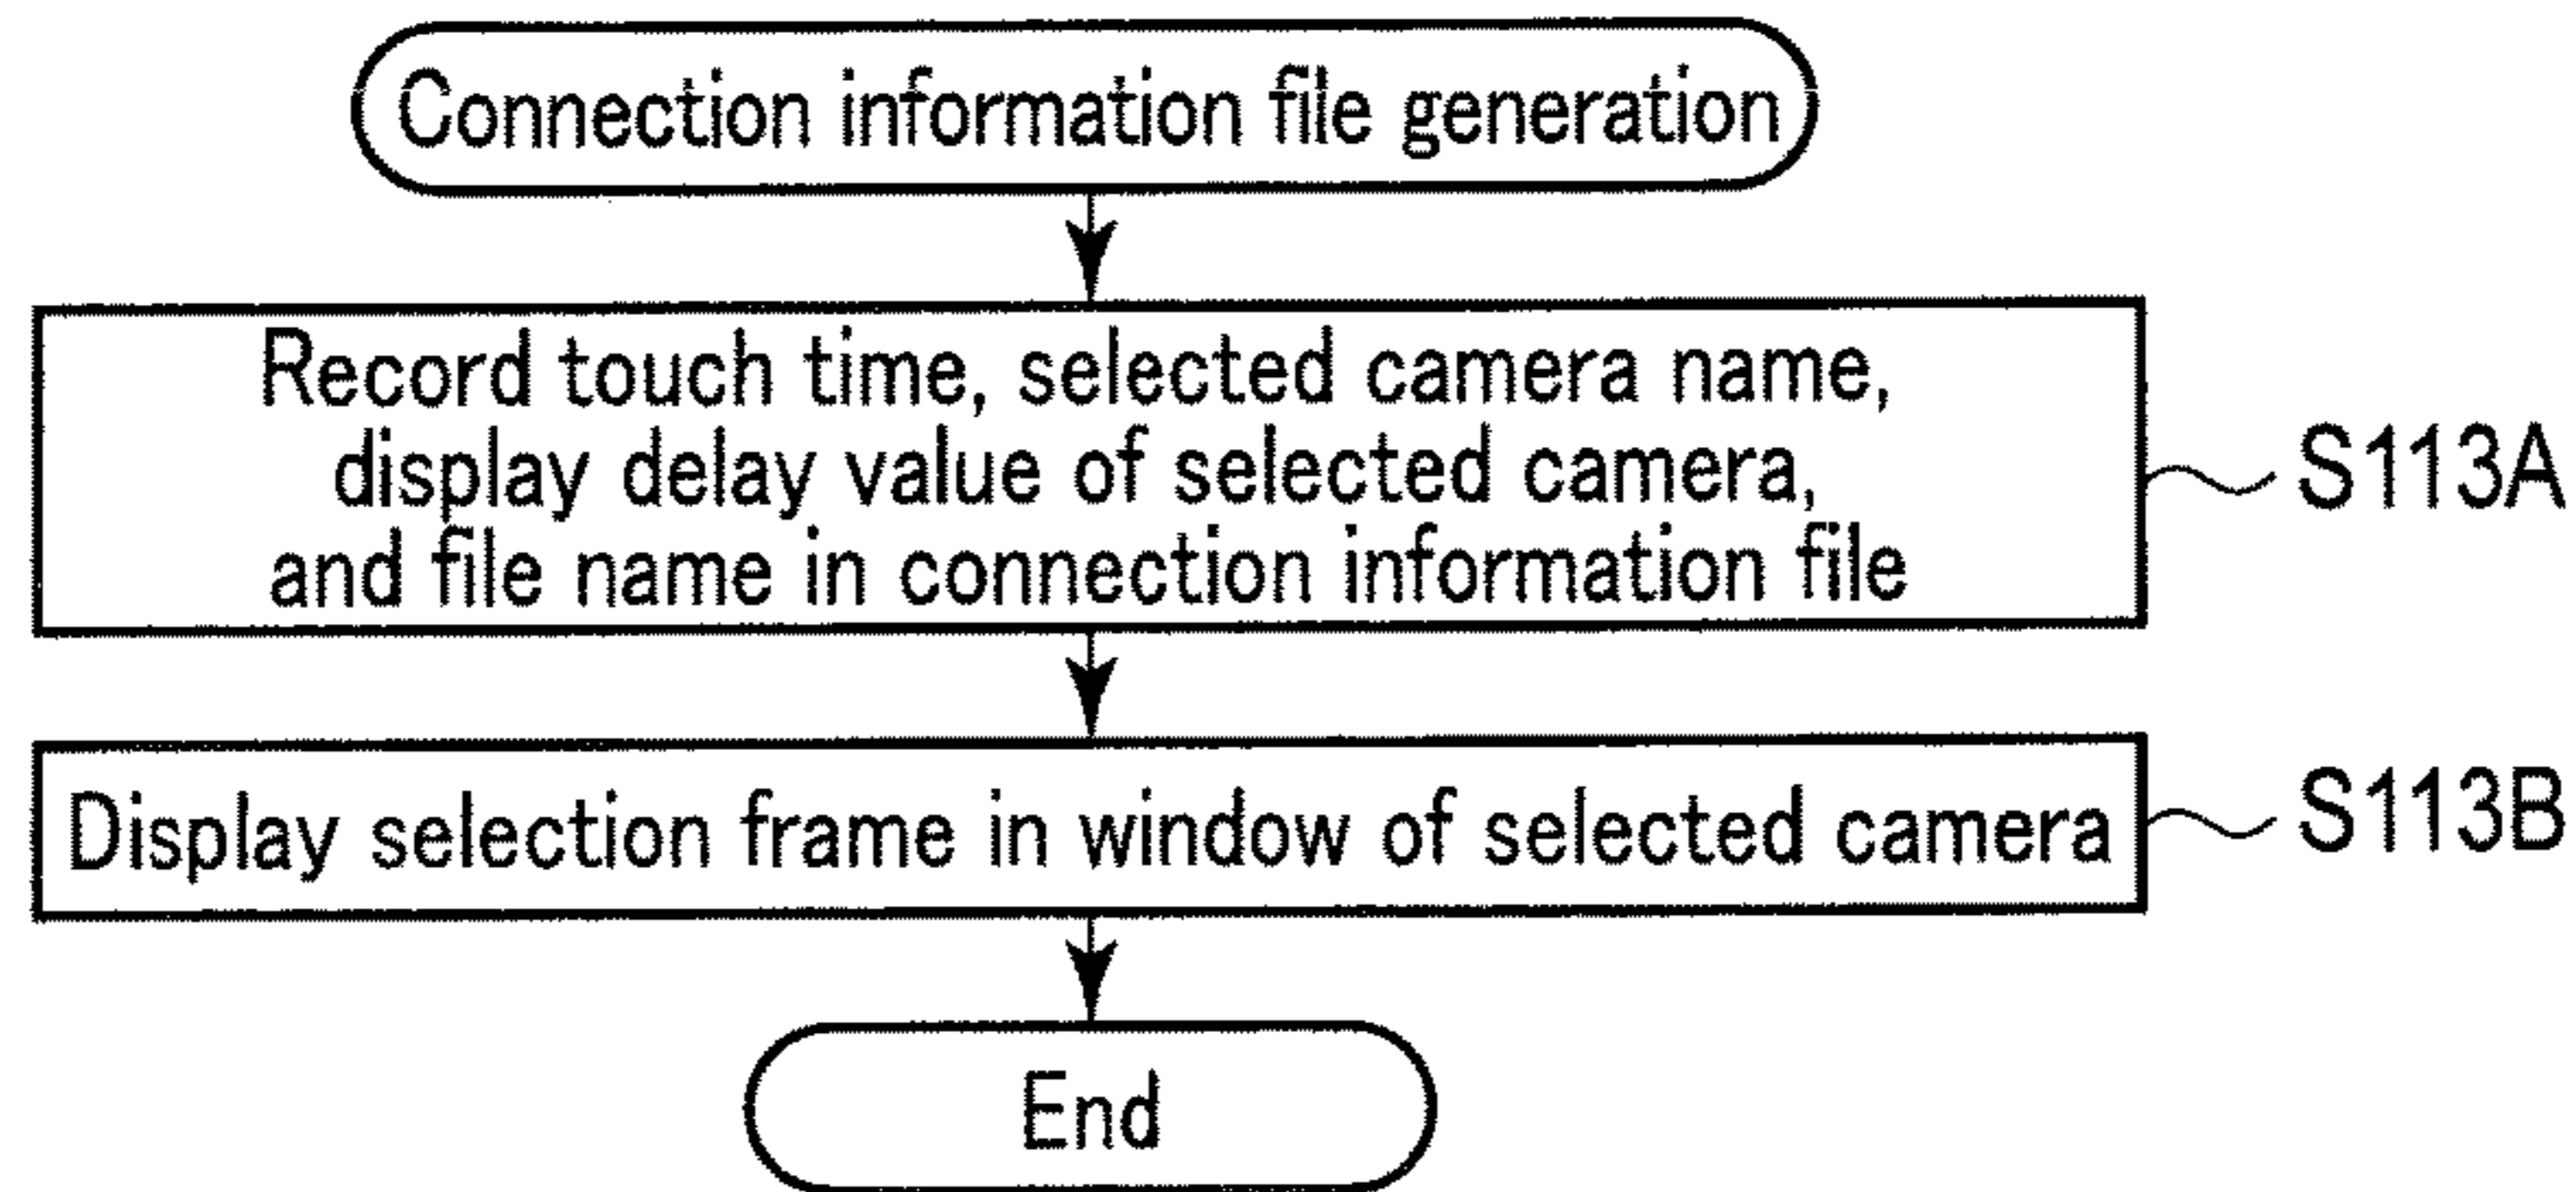 Connection information file generation
Record touch time, selected camera name,
display delay value of selected camera,
and file name in connection information file
S113A
Display selection frame in window of selected camera
S113B
End